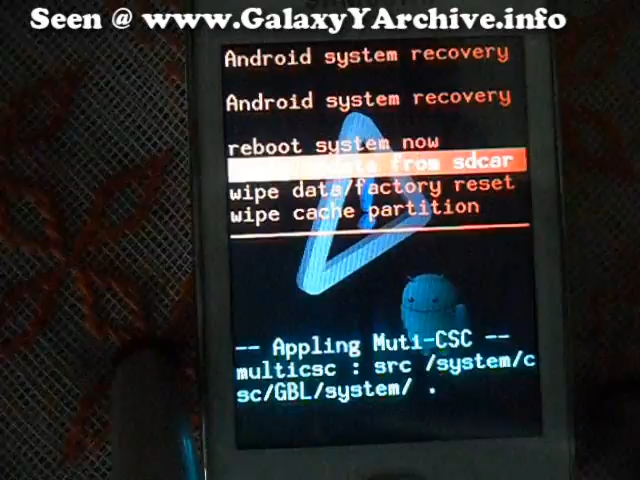 Seen @ www.GalaxyYArchive.info
Android system recovery
Android system recovery
reboot system now
from sdcar
wipe data/factory reset
wipe cache partition
-- Appling Muti-CSC --
multicsc : src /system/c
sc/GBL/system/ .